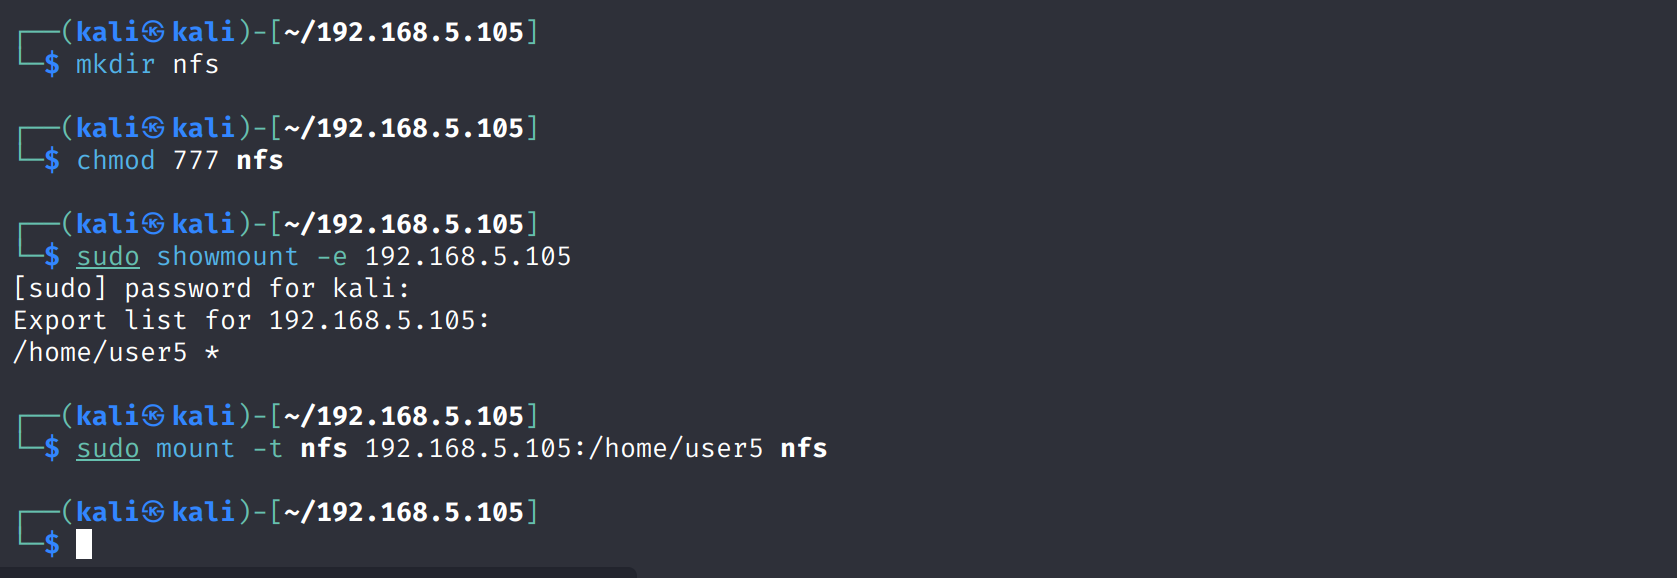 ┌──(kali㉿kali)-[~/192.168.5.105]
└─$ mkdir nfs
┌──(kali㉿kali)-[~/192.168.5.105]
└─$ chmod 777 nfs
┌──(kali㉿kali)-[~/192.168.5.105]
└─$ sudo showmount -e 192.168.5.105
[sudo] password for kali:
Export list for 192.168.5.105:
/home/user5 *
┌──(kali㉿kali)-[~/192.168.5.105]
└─$ sudo mount -t nfs 192.168.5.105:/home/user5 nfs
┌──(kali㉿kali)-[~/192.168.5.105]
└─$